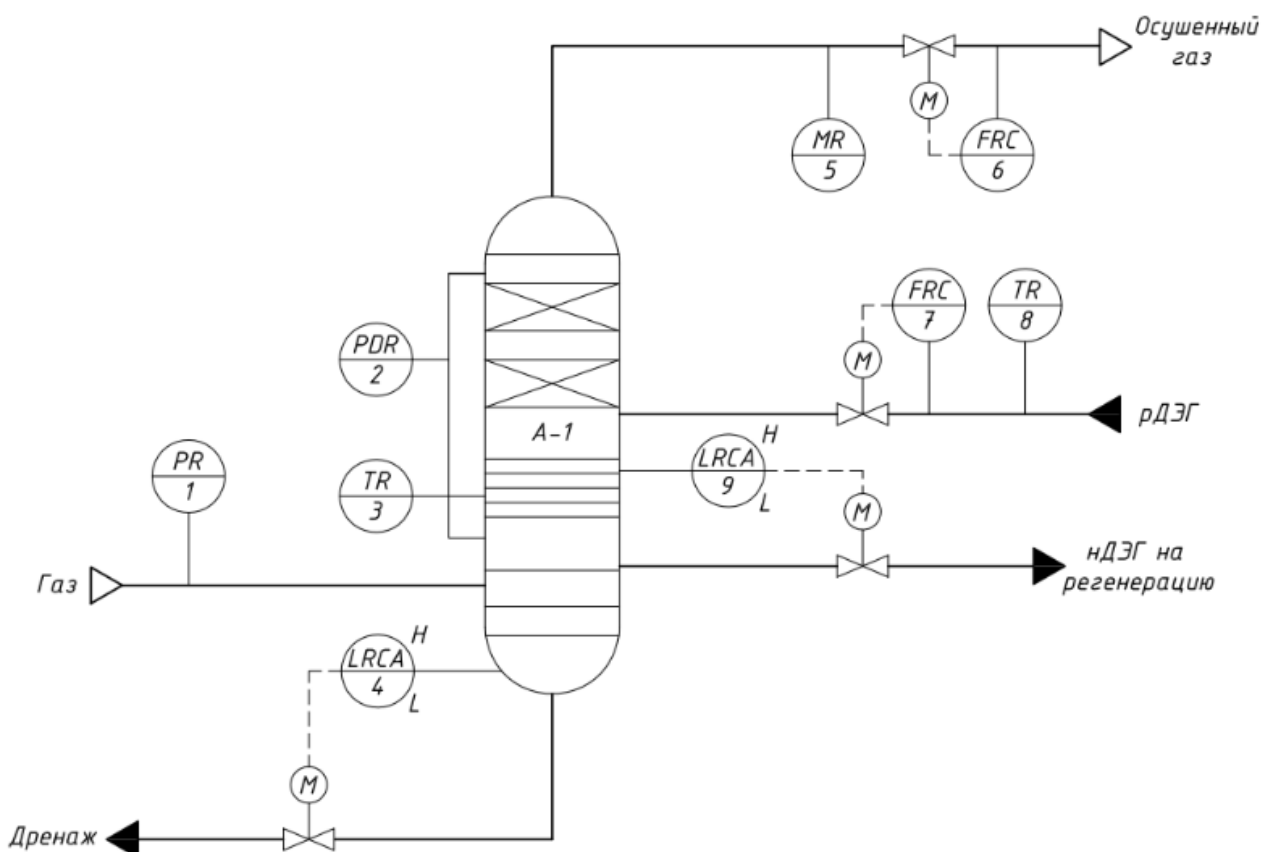 Осушенный
газ
M
MR
5
FRC
6
FRC
7
TR
8
PDR
2
M
рДЭГ
A-1
PR
1
TR
3
H
LRCA
9
L
M
Газ
нДЭГ на
регенерацию
H
LRCA
4
L
M
Дренаж